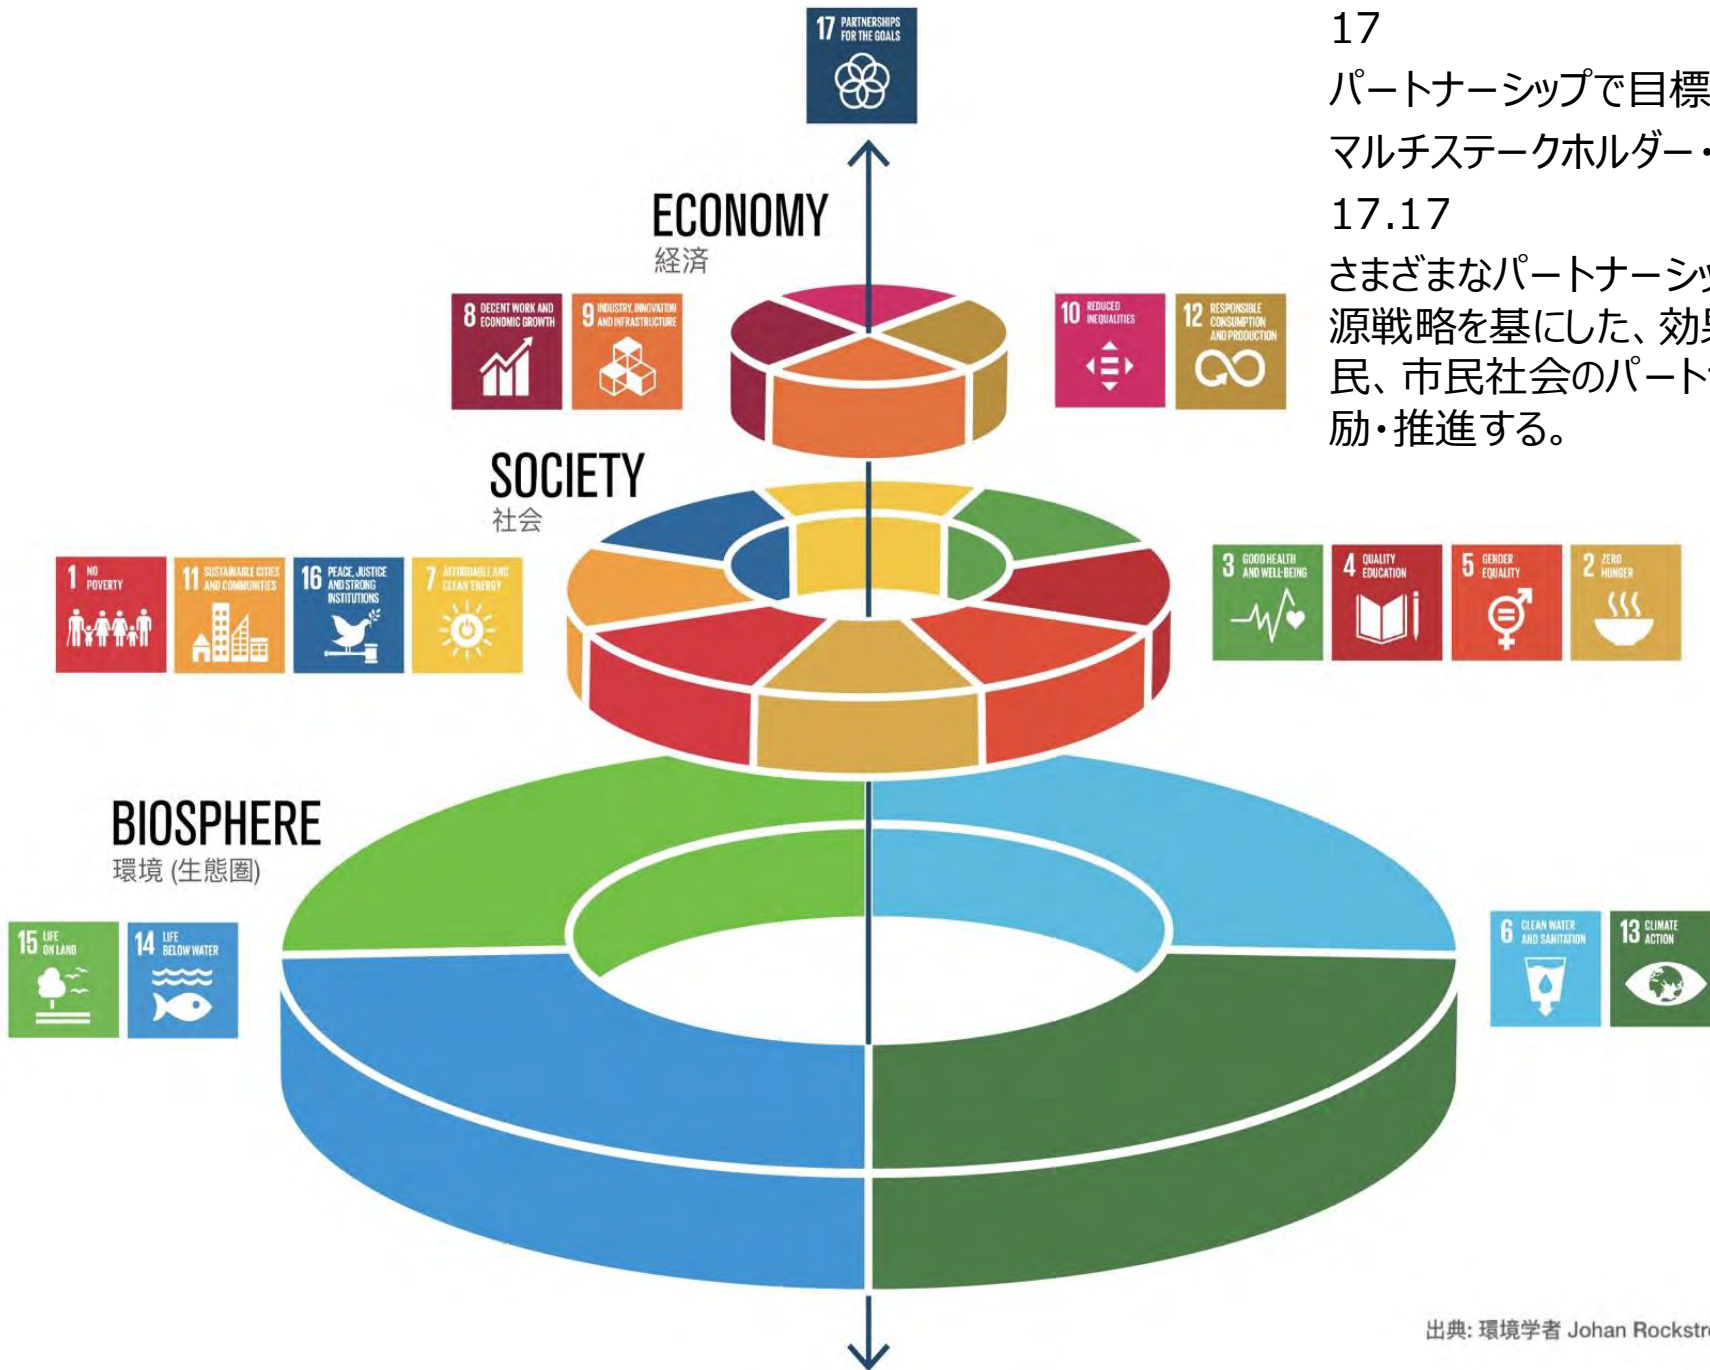 17 PARTNERSHIPS
FOR THE GOALS
17
パートナーシップで目標
マルチステークホルダー・
17.17
さまざまなパートナーシッ
源戦略を基にした、効果
民、市民社会のパート
励・推進する。
ECONOMY
経済
8 DECENT WORK AND
ECONOMIC GROWTH
9 INDUSTRY, INNOVATION
AND INFRASTRUCTURE
10 REDUCED
INEQUALITIES
12 RESPONSIBLE
CONSUMPTION
AND PRODUCTION
SOCIETY
社会
1 NO
POVERTY
11 SUSTAINABLE CITIES
AND COMMUNITIES
16 PEACE, JUSTICE
AND STRONG
INSTITUTIONS
7 AFFORDABLE AND
CLEAN ENERGY
3 GOOD HEALTH
AND WELL-BEING
4 QUALITY
EDUCATION
5 GENDER
EQUALITY
2 ZERO
HUNGER
BIOSPHERE
環境 (生態圏)
15 LIFE
ON LAND
14 LIFE
BELOW WATER
6 CLEAN WATER
AND SANITATION
13 CLIMATE
ACTION
出典: 環境学者 Johan Rockstr